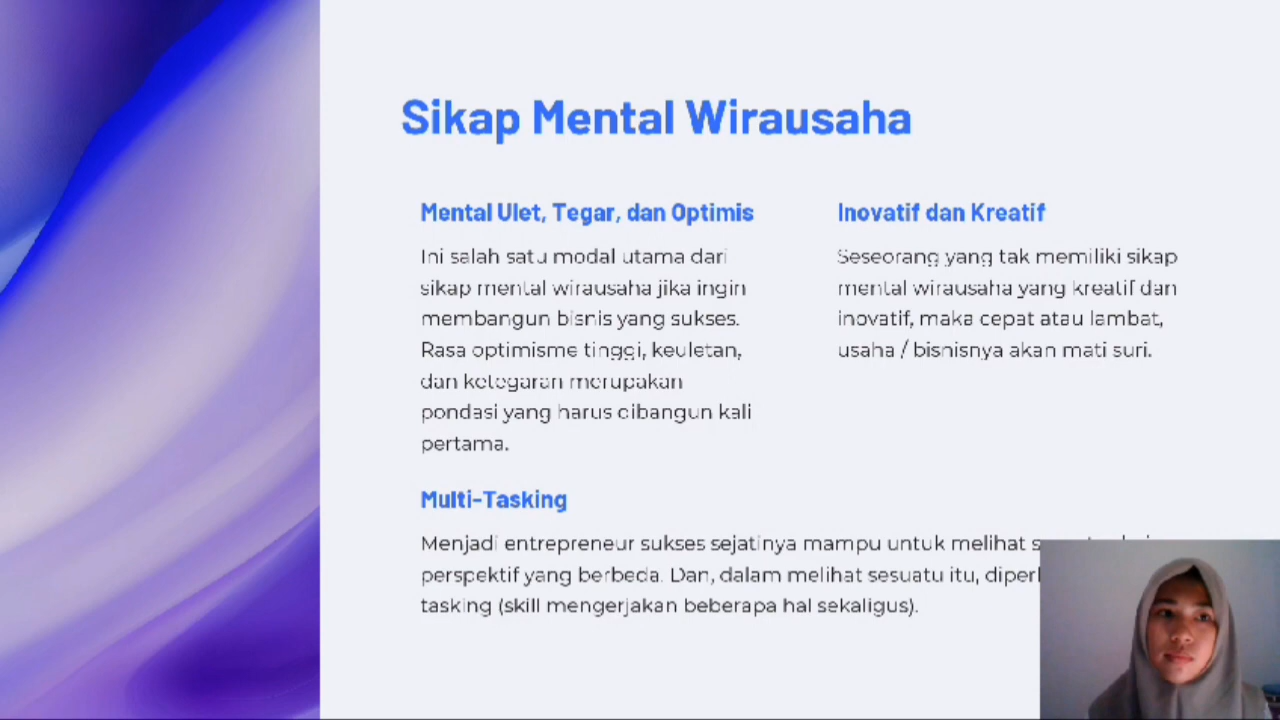 Sikap Mental Wirausaha
Mental Ulet, Tegar, dan Optimis
Ini salah satu modal utama dari
sikap mental wirausaha jika ingin
membangun bisnis yang sukses.
Rasa optimisme tinggi, keuletan,
dan ketegaran merupakan
pondasi yang harus dibangun kali
pertama.
Inovatif dan Kreatif
Seseorang yang tak memiliki sikap
mental wirausaha yang kreatif dan
inovatif, maka cepat atau lambat,
usaha / bisnisnya akan mati suri.
Multi-Tasking
Menjadi entrepreneur sukses sejatinya mampu untuk melihat
perspektif yang berbeda. Dan, dalam melihat sesuatu itu,
tasking (skill mengerjakan beberapa hal sekaligus).